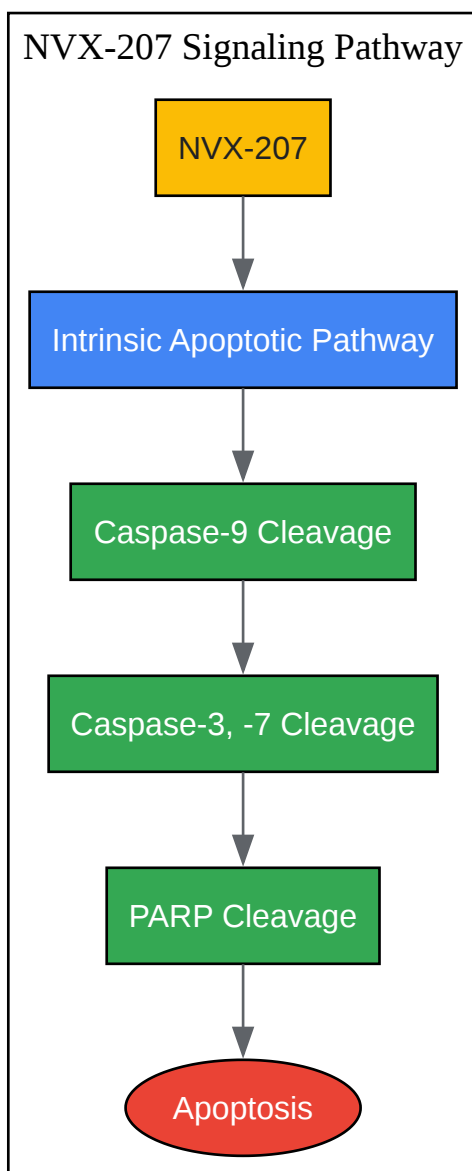 NVX-207 Signaling Pathway
NVX-207
Intrinsic Apoptotic Pathway
Caspase-9 Cleavage
Caspase-3, -7 Cleavage
PARP Cleavage
Apoptosis